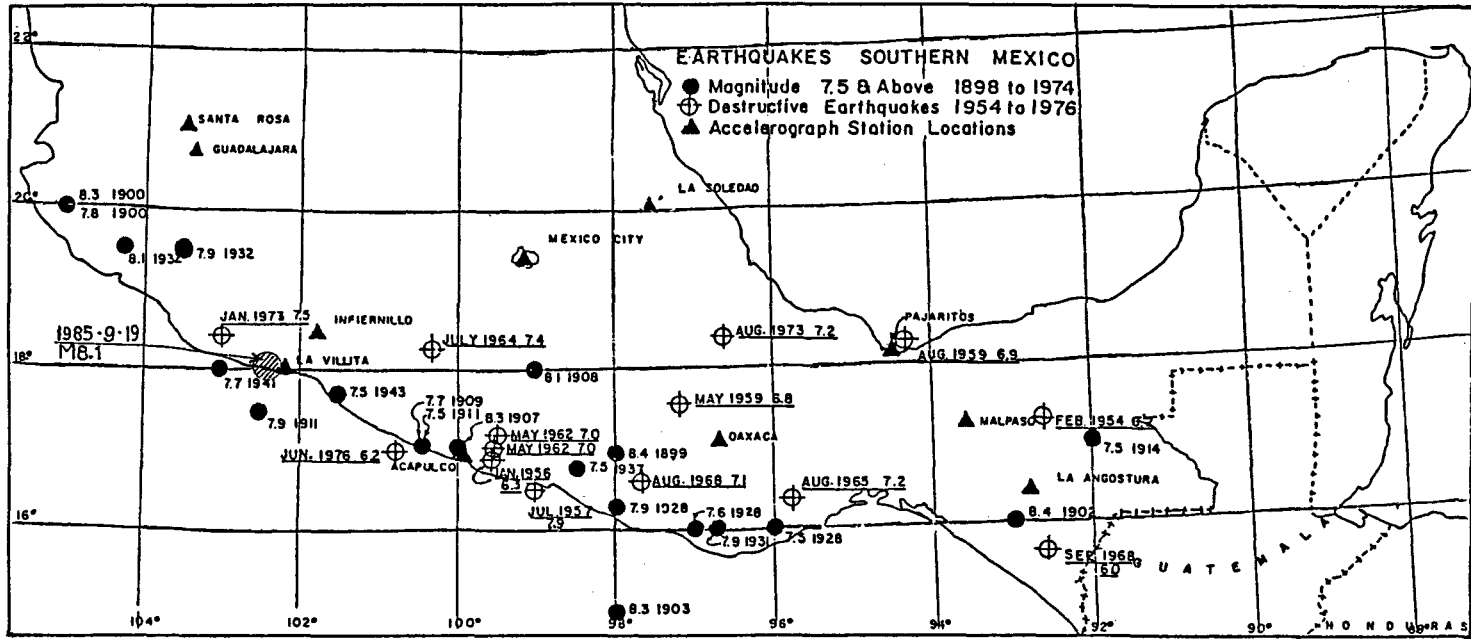 22°
EARTHQUAKES SOUTHERN MEXICO
Magnitude 7.5 & Above 1898 to 1974
Destructive Earthquakes 1954 to 1976
Accelerograph Station Locations
SANTA ROSA
GUADALAJARA
LA SOLEDAD
20°
8.3 1900
7.8 1900
MEXICO CITY
8.1 1932
7.9 1932
JAN. 1973 7.5
INFIERNILLO
1985-9-19
M8.1
JULY 1964 7.4
AUG. 1973 7.2
PAJARITOS
AUG. 1959 6.9
18°
LA VILLITA
7.7 1941
8.1 1908
7.5 1943
7.9 1911
7.7 1909
7.5 1911
8.3 1907
MAY 1959 6.8
MALPASO
FEB. 1954
MAY 1962 7.0
MAY 1962 7.0
OAXACA
7.5 1914
JUN. 1976 6.2
ACAPULCO
JAN. 1956
6.3
7.5 1937
8.4 1899
AUG. 1968 7.1
AUG. 1965 7.2
LA ANGOSTURA
JUL 1957
7.9
7.9 1928
7.6 1928
7.9 1931
7.5 1928
8.4 1902
16°
SEP. 1968
6.0
GUATEMALA
8.3 1903
104°
102°
100°
98°
96°
94°
92°
90°
88°
HONDURAS